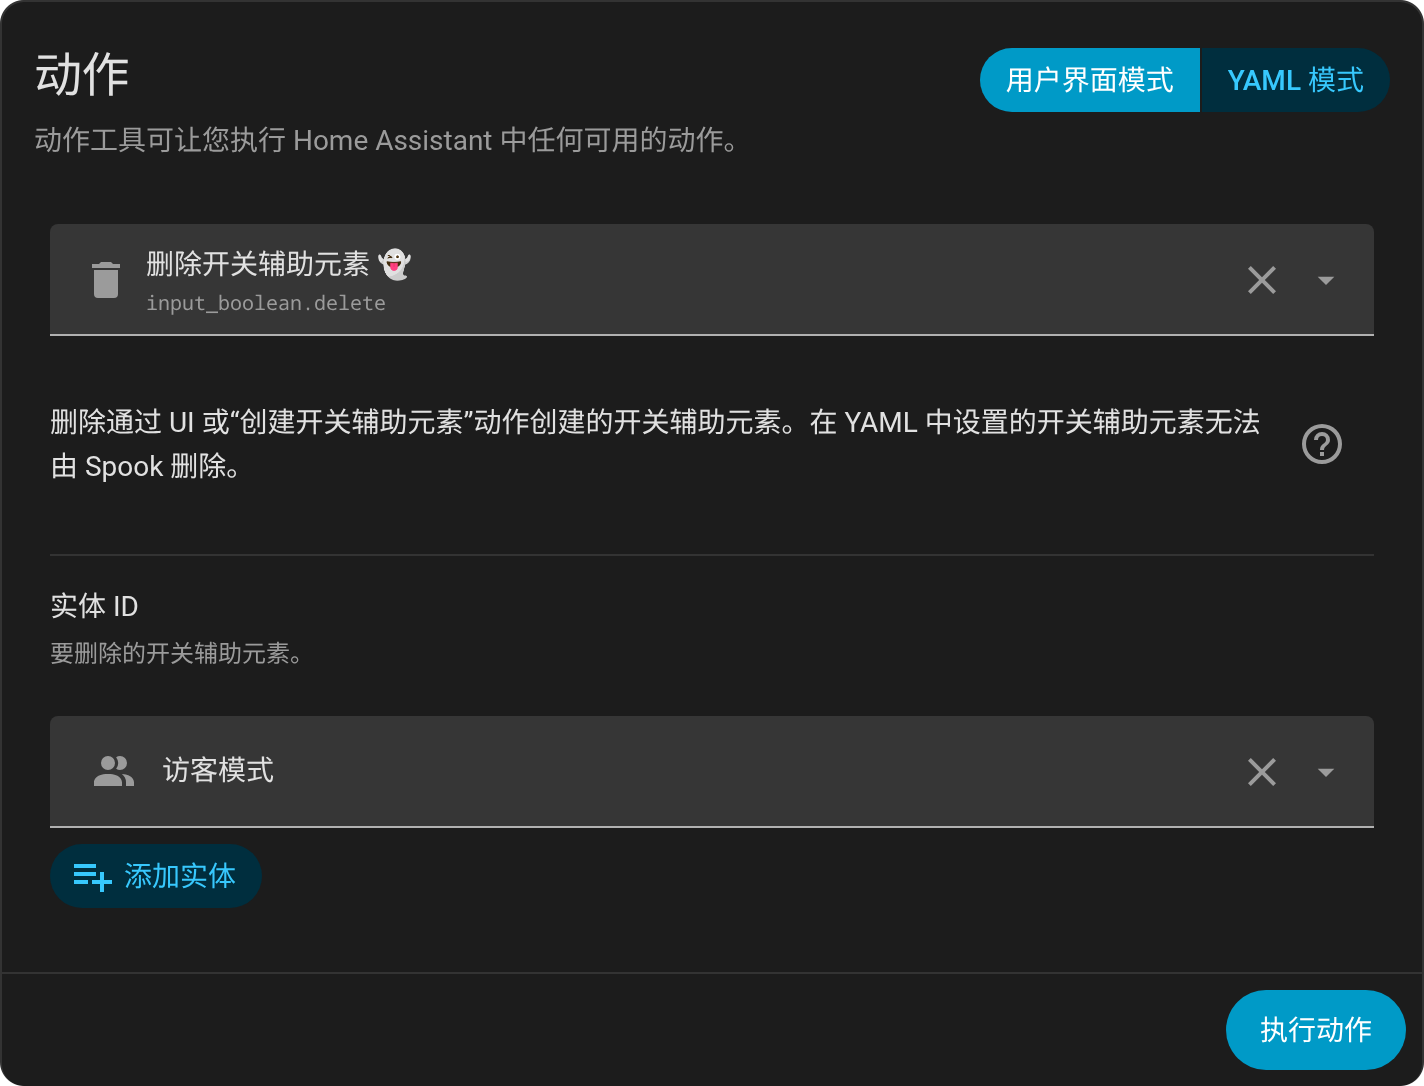 动作
用户界面模式
YAML 模式
动作工具可让您执行 Home Assistant 中任何可用的动作。
删除开关辅助元素 👻
input_boolean.delete
删除通过 UI 或“创建开关辅助元素”动作创建的开关辅助元素。在 YAML 中设置的开关辅助元素无法
由 Spook 删除。
实体 ID
要删除的开关辅助元素。
访客模式
添加实体
执行动作